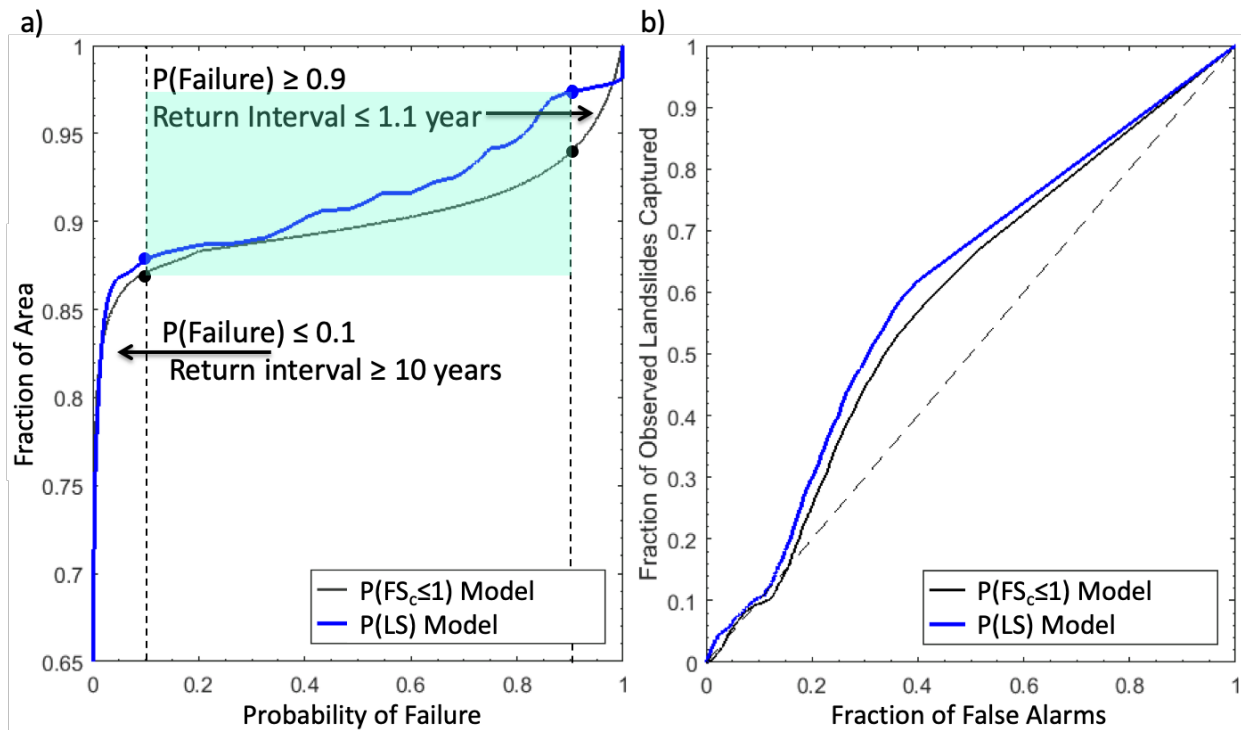 a)
1
0.95
0.9
0.85
0.8
0.75
0.7
0.65
Fraction of Area
P(Failure) ≥ 0.9
Return Interval ≤ 1.1 year
P(Failure) ≤ 0.1
Return interval ≥ 10 years
P(FSc≤1) Model
P(LS) Model
0 0.2 0.4 0.6 0.8 1
Probability of Failure
b)
1
0.9
0.8
0.7
0.6
0.5
0.4
0.3
0.2
0.1
0
Fraction of Observed Landslides Captured
P(FSc≤1) Model
P(LS) Model
0 0.2 0.4 0.6 0.8 1
Fraction of False Alarms